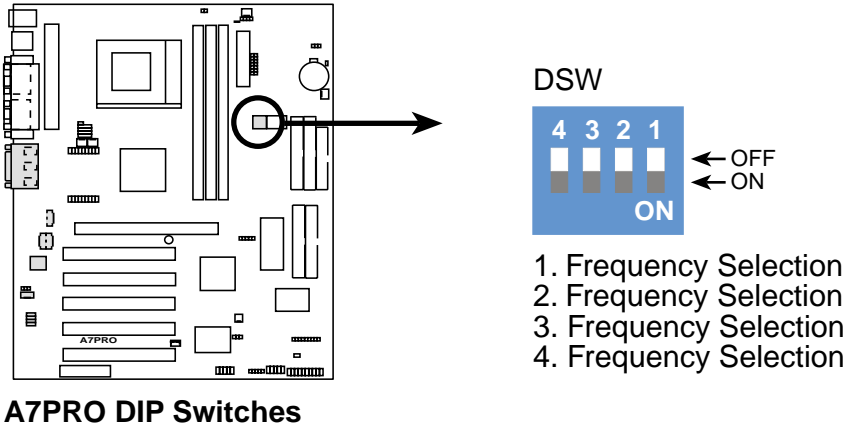 DSW
4 3 2 1
OFF
ON
ON
1. Frequency Selection
2. Frequency Selection
3. Frequency Selection
4. Frequency Selection
A7PRO
A7PRO DIP Switches